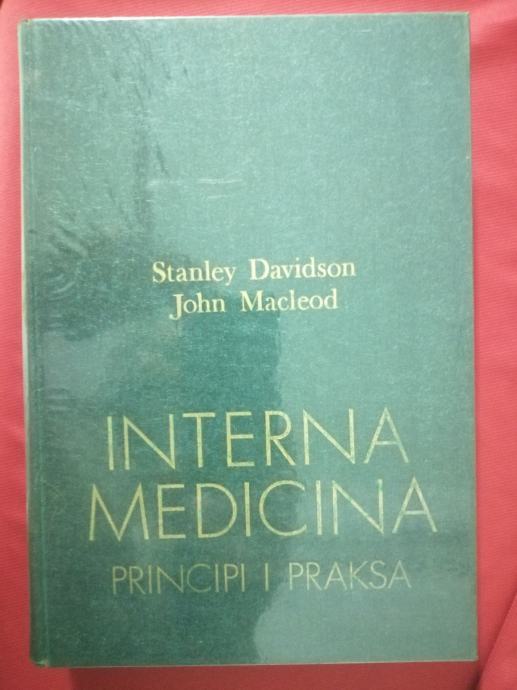 Stanley Davidson
John Macleod
INTERNA
MEDICINA
PRINCIPI I PRAKSA